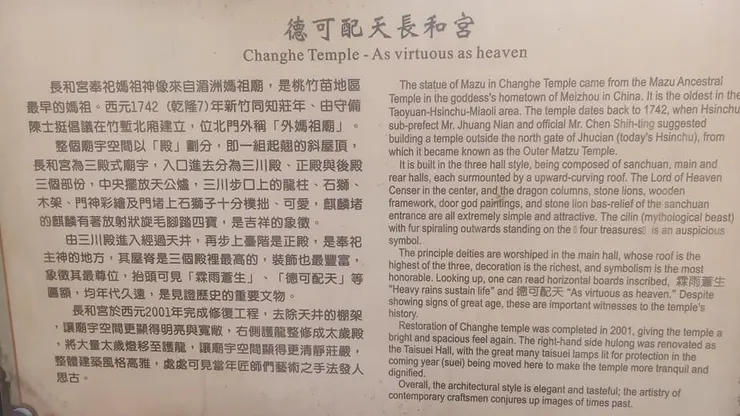 德可配天長和宮
Changhe Temple - As virtuous as heaven
長和宮奉祀媽祖神像來自湄洲媽祖廟，是桃竹苗地區
最早的媽祖。西元1742（乾隆7）年新竹同知莊年、由守備
陳士挺倡議在竹塹北廂建立，位北門外稱「外媽祖廟」。
整個廟宇空間以「殿」劃分，即一組起翹的斜屋頂，
長和宮為三殿式廟宇，入口進去分為三川殿、正殿與後殿
三個部份，中央擺放天公爐，三川步口上的龍柱、石獅、
木架、門神彩繪及門堵上石獅子十分樸拙、可愛，麒麟堵
的麒麟有著放射狀旋毛腳踏四寶，是吉祥的象徵。
由三川殿進入經過天井，再步上臺階是正殿，是奉祀
主神的地方，其屋脊是三個殿裡最高的，裝飾也最豐富，
象徵其最尊位，抬頭可見「霖雨蒼生」、「德可配天」等
匾額，均年代久遠，是見證歷史的重要文物。
長和宮於西元2001年完成修復工程，去除天井的棚架
，讓廟宇空間更顯得明亮與寬敞，右側護龍整修成太歲殿
，將大量太歲燈移至護龍，讓廟宇空間顯得更清靜莊嚴，
整體建築風格高雅，處處可見當年匠師們藝術之手法發人
思古。
The statue of Mazu in Changhe Temple came from the Mazu Ancestral
Temple in the goddess's hometown of Meizhou in China. It is the oldest in the
Taoyuan-Hsinchu-Miaoli area. The temple dates back to 1742, when Hsinchu
sub-prefect Mr. Jhuang Nian and official Mr. Chen Shih-ting suggested
building a temple outside the north gate of Jhucian (today's Hsinchu), from
which it became known as the Outer Matzu Temple.
It is built in the three hall style, being composed of sanchuan, main and
rear halls, each surmounted by a upward-curving roof. The Lord of Heaven
Censer in the center, and the dragon columns, stone lions, wooden
framework, door god paintings, and stone lion bas-relief of the sanchuan
entrance are all extremely simple and attractive. The cilin (mythological beast)
with fur spiraling outwards standing on the ▯ four treasures▯ is an auspicious
symbol.
The principle deities are worshiped in the main hall, whose roof is the
highest of the three, decoration is the richest, and symbolism is the most
honorable. Looking up, one can read horizontal boards inscribed, 霖雨蒼生
"Heavy rains sustain life" and 德可配天 "As virtuous as heaven." Despite
showing signs of great age, these are important witnesses to the temple's
history.
Restoration of Changhe temple was completed in 2001, giving the temple a
bright and spacious feel again. The right-hand side hulong was renovated as
the Taisuei Hall, with the great many taisuei lamps lit for protection in the
coming year (suei) being moved here to make the temple more tranquil and
dignified.
Overall, the architectural style is elegant and tasteful; the artistry of
contemporary craftsmen conjures up images of times past.